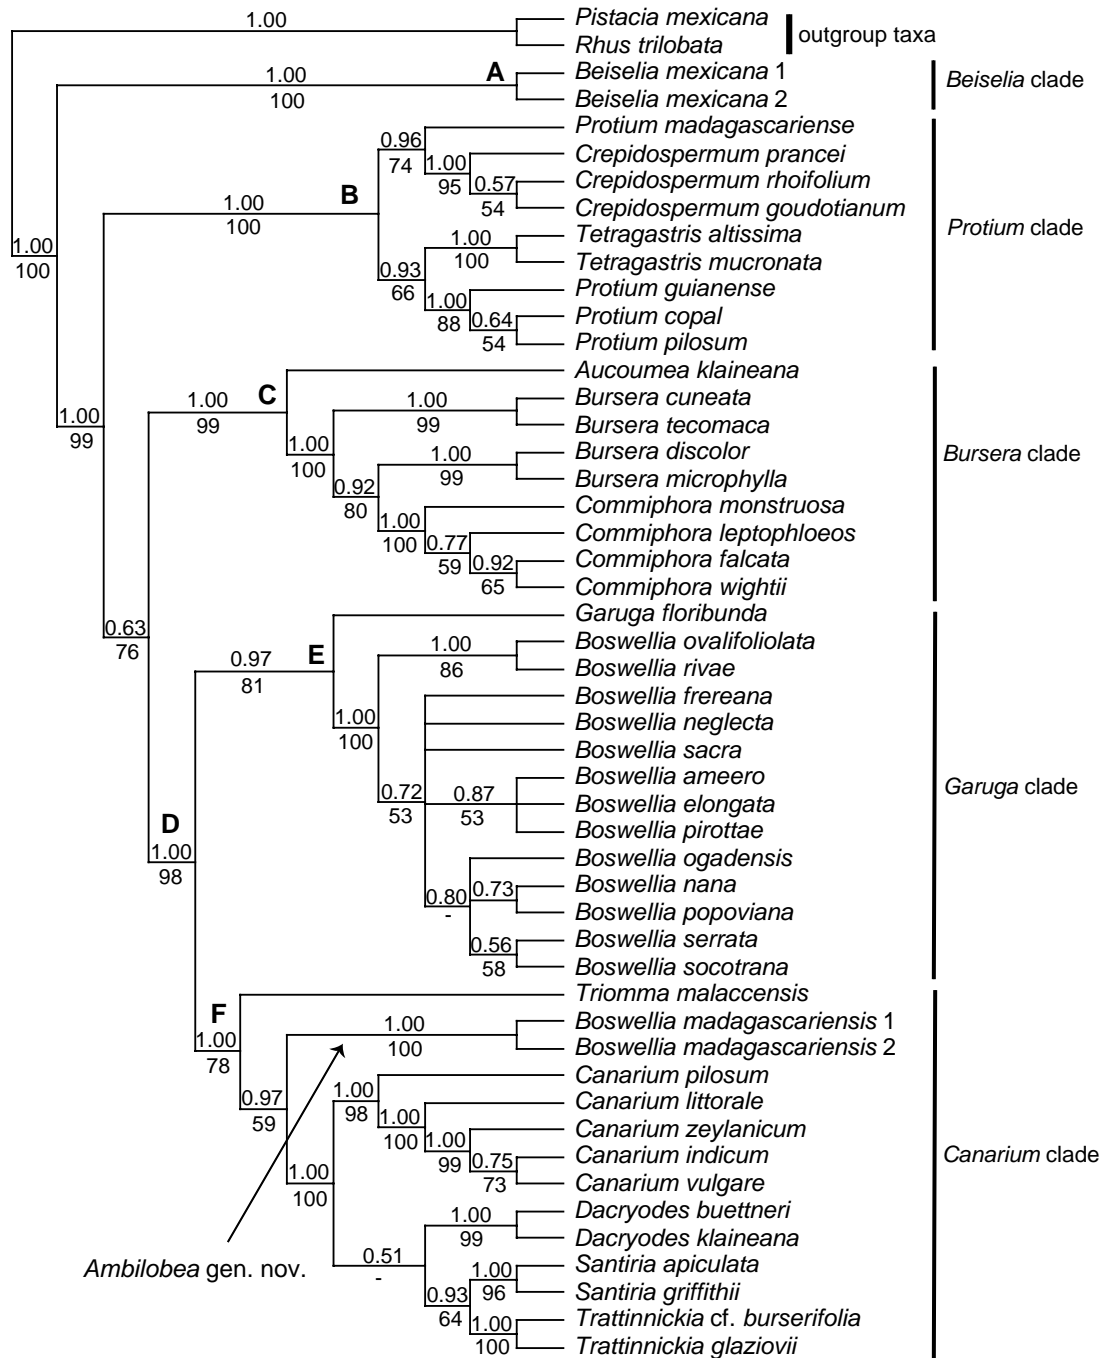 1.00
Pistacia mexicana
Rhus trilobata
outgroup taxa
1.00
100
A
Beiselia mexicana 1
Beiselia mexicana 2
Beiselia clade
Protium madagascariense
0.96
74
Crepidospermum prancei
1.00
95
Crepidospermum rhoifolium
0.57
54
Crepidospermum goudotianum
B
1.00
100
Tetragastris altissima
1.00
100
Tetragastris mucronata
0.93
66
Protium guianense
1.00
88
Protium copal
0.64
54
Protium pilosum
Protium clade
1.00
100
Aucoumea klaineana
C
1.00
99
Bursera cuneata
1.00
99
Bursera tecomaca
1.00
100
Bursera discolor
1.00
99
Bursera microphylla
0.92
80
Commiphora monstruosa
1.00
100
Commiphora leptophloeos
0.77
59
Commiphora falcata
0.92
65
Commiphora wightii
Bursera clade
1.00
99
0.63
76
Garuga floribunda
E
0.97
81
Boswellia ovalifoliolata
1.00
86
Boswellia rivae
1.00
100
Boswellia frereana
Boswellia neglecta
Boswellia sacra
Boswellia ameero
0.72
53
0.87
53
Boswellia elongata
Boswellia pirottae
Boswellia ogadensis
Boswellia nana
0.80
-
0.73
Boswellia popoviana
Boswellia serrata
0.56
58
Boswellia socotrana
Garuga clade
D
1.00
98
Triomma malaccensis
F
1.00
78
Boswellia madagascariensis 1
1.00
100
Boswellia madagascariensis 2
0.97
59
Canarium pilosum
1.00
98
Canarium littorale
1.00
100
Canarium zeylanicum
1.00
99
Canarium indicum
0.75
73
Canarium vulgare
Canarium clade
1.00
100
Dacryodes buettneri
1.00
99
Dacryodes klaineana
0.51
-
Santiria apiculata
1.00
96
Santiria griffithii
0.93
64
Trattinnickia cf. burserifolia
1.00
100
Trattinnickia glaziovii
Ambilobea gen. nov.